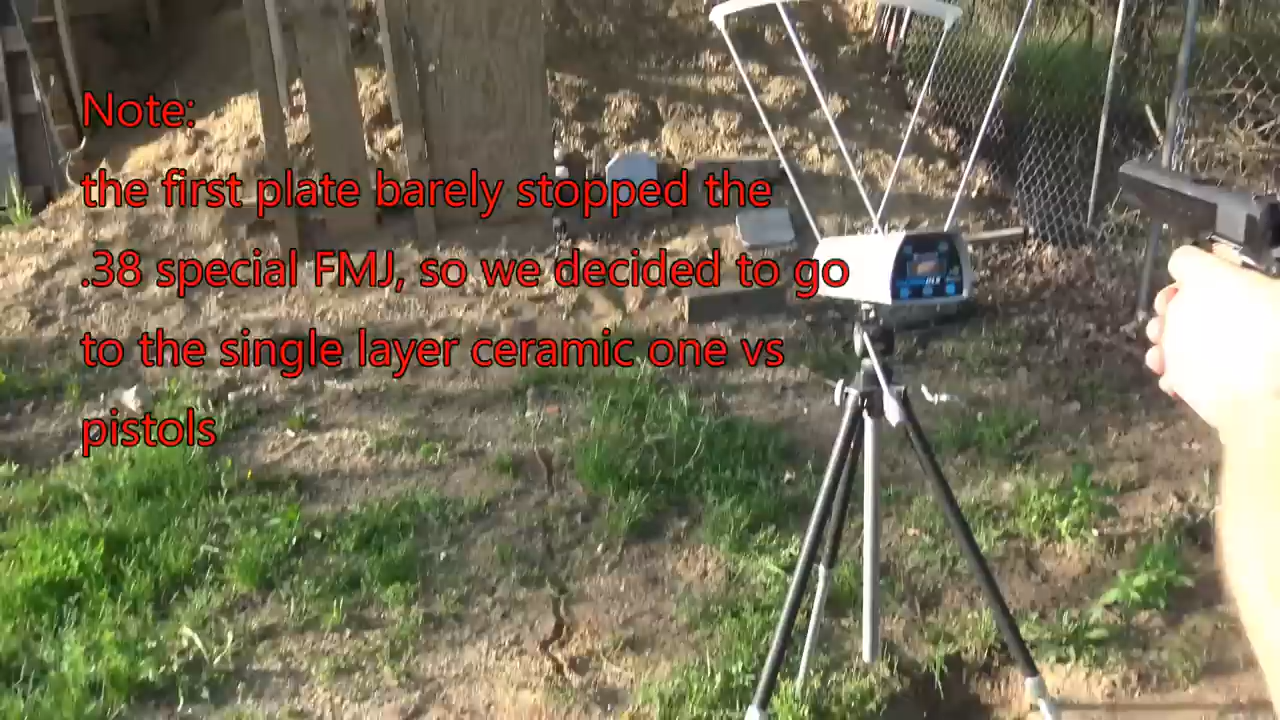 Note:
the first plate barely stopped the
.38 special FMJ, so we decided to go
to the single layer ceramic one vs
pistols